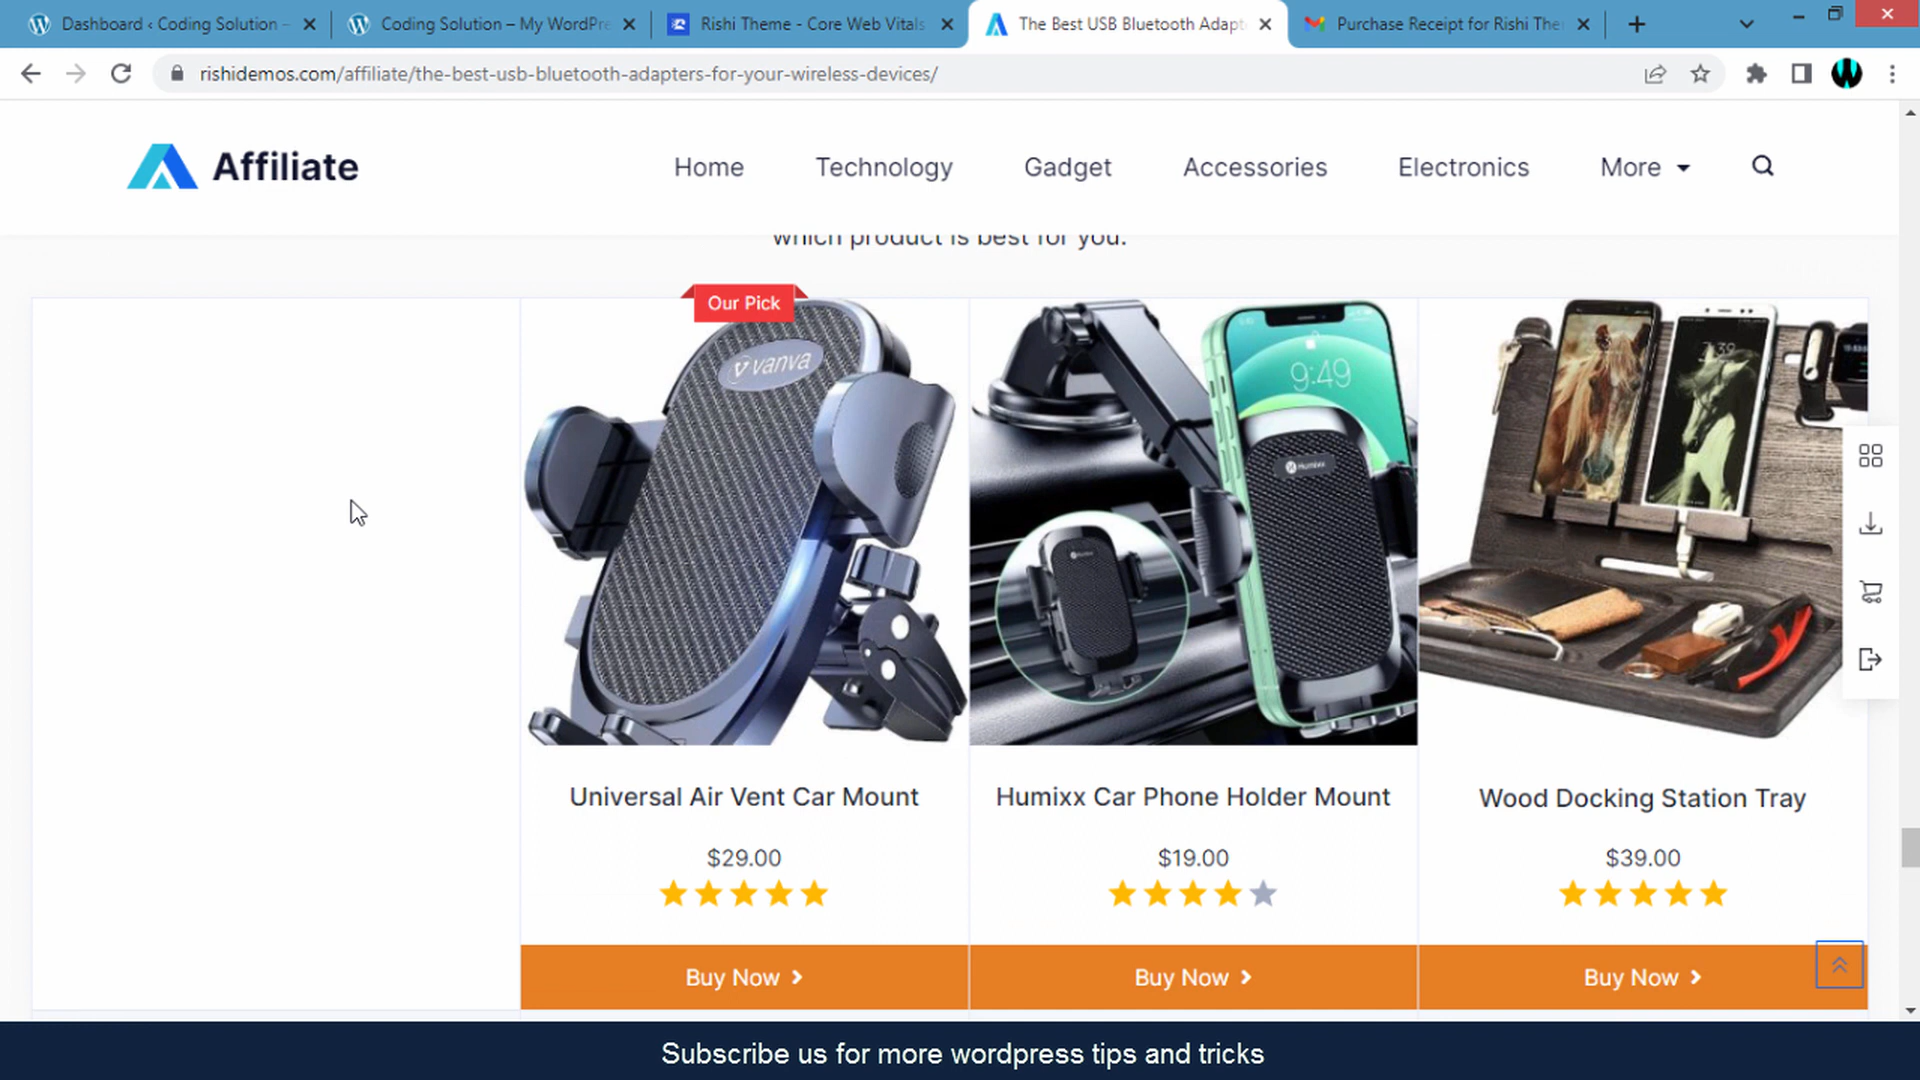 Dashboard ‹ Coding Solution –
Coding Solution – My WordPre
Rishi Theme - Core Web Vitals
The Best USB Bluetooth Adapt
Purchase Receipt for Rishi The
rishidemos.com/affiliate/the-best-usb-bluetooth-adapters-for-your-wireless-devices/
Affiliate
Home
Technology
Gadget
Accessories
Electronics
More
which product is best for you.
Our Pick
vanva
9:49
Humixx
Universal Air Vent Car Mount
Humixx Car Phone Holder Mount
Wood Docking Station Tray
$29.00
$19.00
$39.00
Buy Now
Buy Now
Buy Now
Subscribe us for more wordpress tips and tricks